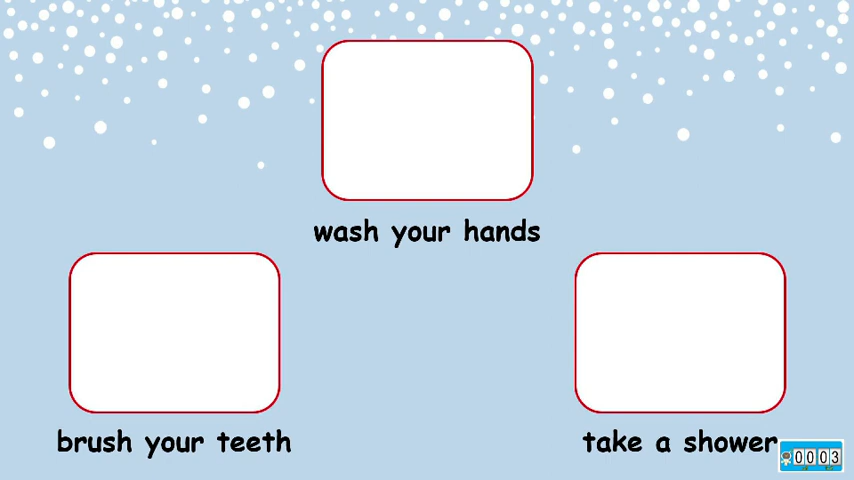 wash your hands
brush your teeth
take a shower
0003